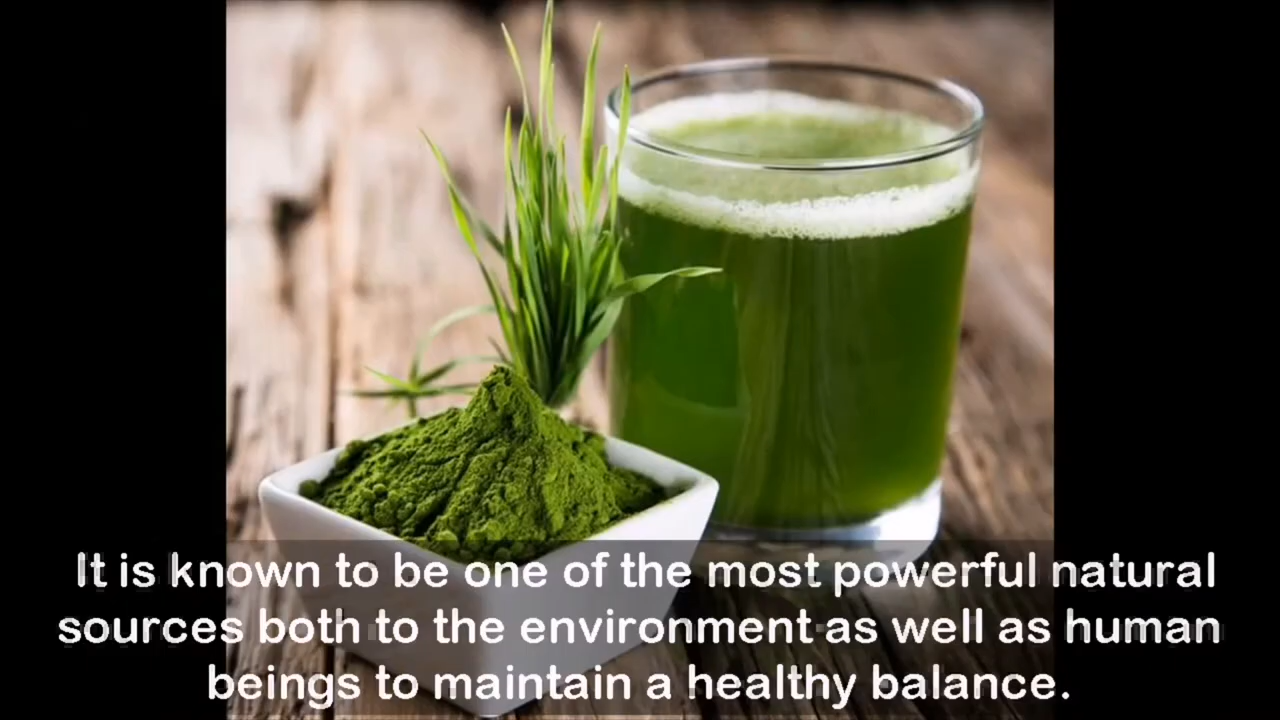 It is known to be one of the most powerful natural
sources both to the environment as well as human
beings to maintain a healthy balance.